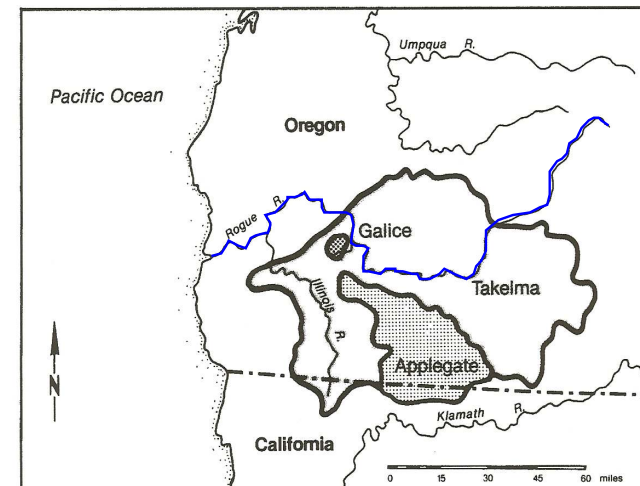 Umpqua R.
Pacific Ocean
Oregon
Rogue R.
Galice
Takelma
Illinois R.
Applegate
N
Klamath R.
California
0 15 30 45 60 miles